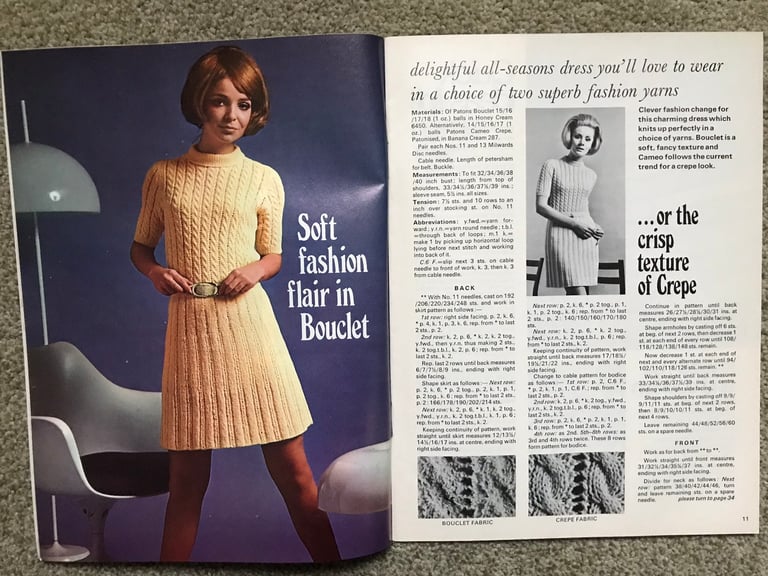 Soft
fashion
flair in
Bouclet
delightful all-seasons dress you'll love to wear
in a choice of two superb fashion yarns
Materials: Of Patons Bouclet 15/16
/17/18 (1 oz.) balls in Honey Cream
6450. Alternatively, 14/15/16/17 (1
oz.) balls Patons Cameo Crepe,
Patonised, in Banana Cream 287.
Pair each Nos. 11 and 13 Milwards
Disc needles.
Cable needle. Length of petersham
for belt. Buckle.
Measurements: To fit 32/34/36/38
/40 inch bust; length from top of
shoulders, 33/34½/36/37½/39 ins.;
sleeve seam, 5½ ins. all sizes.
Tension: 7½ sts. and 10 rows to an
inch over stocking st. on No. 11
needles.
Abbreviations: y.fwd.=yarn for-
ward; y.r.n.=yarn round needle; t.b.l.
=through back of loops; m.1 k.=
make 1 by picking up horizontal loop
lying before next stitch and working
into back of it.
C.6 F.=slip next 3 sts. on cable
needle to front of work, k. 3, then k. 3
from cable needle.
BACK
** With No. 11 needles, cast on 192
/206/220/234/248 sts. and work in
skirt pattern as follows:—
1st row: right side facing, p. 2, k. 6,
* p. 4, k. 1, p. 3, k. 6, rep. from * to last
2 sts., p. 2.
2nd row: k. 2, p. 6, * k. 2, k. 2 tog.,
y.fwd., then y.r.n. thus making 2 sts.,
k. 2 tog.t.b.l., k. 2, p. 6; rep. from * to
last 2 sts., k. 2.
Rep. last 2 rows until back measures
6/7/7½/8/9 ins., ending with right
side facing.
Shape skirt as follows:— Next row:
p. 2, k. 6, * p. 2 tog., p. 2, k. 1, p. 1,
p. 2 tog., k. 6; rep. from * to last 2 sts.,
p. 2: 166/178/190/202/214 sts.
Next row: k. 2, p. 6, * k. 1, k. 2 tog.,
y.fwd., y.r.n., k. 2 tog.t.b.l., k. 1, p. 6;
rep. from * to last 2 sts., k. 2.
Keeping continuity of pattern, work
straight until skirt measures 12/13½/
14½/16/17 ins. at centre, ending with
right side facing.
BOUCLET FABRIC
Next row: p. 2, k. 6, * p. 2 tog., p. 1,
k. 1, p. 2 tog., k. 6; rep. from * to last
2 sts., p. 2: 140/150/160/170/180
sts.
Next row: k. 2, p. 6, * k. 2 tog.,
y.fwd., y.r.n., k. 2 tog.t.b.l., p. 6; rep.
from * to last 2 sts., k. 2.
Keeping continuity of pattern, work
straight until back measures 17/18½/
19½/21/22 ins., ending with right
side facing.
Change to cable pattern for bodice
as follows:— 1st row: p. 2, C.6 F.,
* p. 2, k. 1, p. 1, C.6 F.; rep. from * to
last 2 sts., p. 2.
2nd row: k. 2, p. 6, * k. 2 tog., y.fwd.,
y.r.n., k. 2 tog.t.b.l., p. 6; rep. from * to
last 2 sts., k. 2.
3rd row: p. 2, k. 6, * p. 2, k. 1, p. 1,
k. 6; rep. from * to last 2 sts., p. 2.
4th row: as 2nd. 5th–8th rows: as
3rd and 4th rows twice. These 8 rows
form pattern for bodice.
CREPE FABRIC
Clever fashion change for
this charming dress which
knits up perfectly in a
choice of yarns. Bouclet is a
soft, fancy texture and
Cameo follows the current
trend for a crepe look.
...or the
crisp
texture
of Crepe
Continue in pattern until back
measures 26/27½/28½/30/31 ins. at
centre, ending with right side facing.
Shape armholes by casting off 6 sts.
at beg. of next 2 rows, then decrease 1
st. at each end of every row until 108/
118/128/138/148 sts. remain.
Now decrease 1 st. at each end of
next and every alternate row until 94/
102/110/118/126 sts. remain. **
Work straight until back measures
33/34½/36/37½/39 ins. at centre,
ending with right side facing.
Shape shoulders by casting off 9/9/
9/11/11 sts. at beg. of next 2 rows,
then 8/9/10/10/11 sts. at beg. of
next 4 rows.
Leave remaining 44/48/52/56/60
sts. on a spare needle.
FRONT
Work as for back from ** to **.
Work straight until front measures
31/32½/34/35½/37 ins. at centre,
ending with right side facing.
Divide for neck as follows: Next
row: pattern 38/40/42/44/46, turn
and leave remaining sts. on a spare
needle. please turn to page 34
11